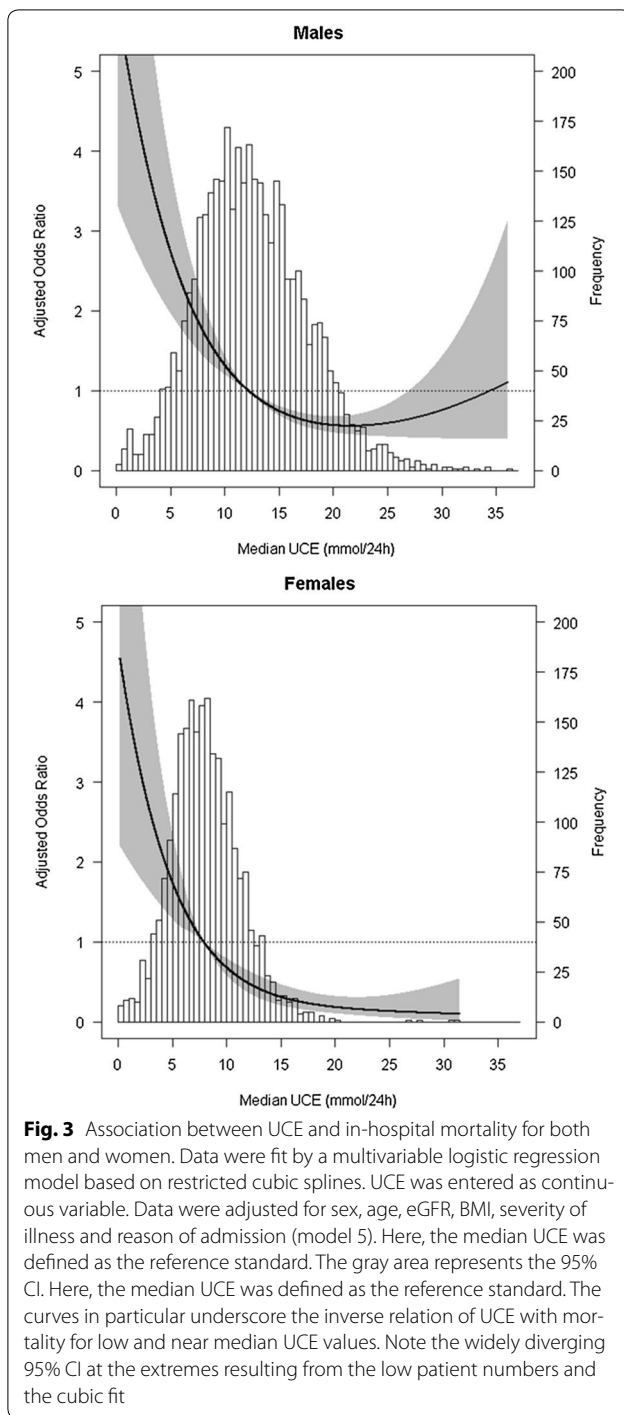 Males
5
4
3
2
1
0
Adjusted Odds Ratio
200
175
150
125
100
75
50
25
0
Frequency
0 5 10 15 20 25 30 35
Median UCE (mmol/24h)
Females
5
4
3
2
1
0
Adjusted Odds Ratio
200
175
150
125
100
75
50
25
0
Frequency
0 5 10 15 20 25 30 35
Median UCE (mmol/24h)
Fig. 3 Association between UCE and in-hospital mortality for both
men and women. Data were fit by a multivariable logistic regression
model based on restricted cubic splines. UCE was entered as continu-
ous variable. Data were adjusted for sex, age, eGFR, BMI, severity of
illness and reason of admission (model 5). Here, the median UCE was
defined as the reference standard. The gray area represents the 95%
CI. Here, the median UCE was defined as the reference standard. The
curves in particular underscore the inverse relation of UCE with mor-
tality for low and near median UCE values. Note the widely diverging
95% CI at the extremes resulting from the low patient numbers and
the cubic fit